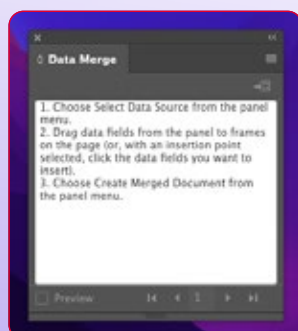 Data Merge
1. Choose Select Data Source from the panel
menu.
2. Drag data fields from the panel to frames
on the page (or, with an insertion point
selected, click the data fields you want to
insert).
3. Choose Create Merged Document from
the panel menu.
Preview
1